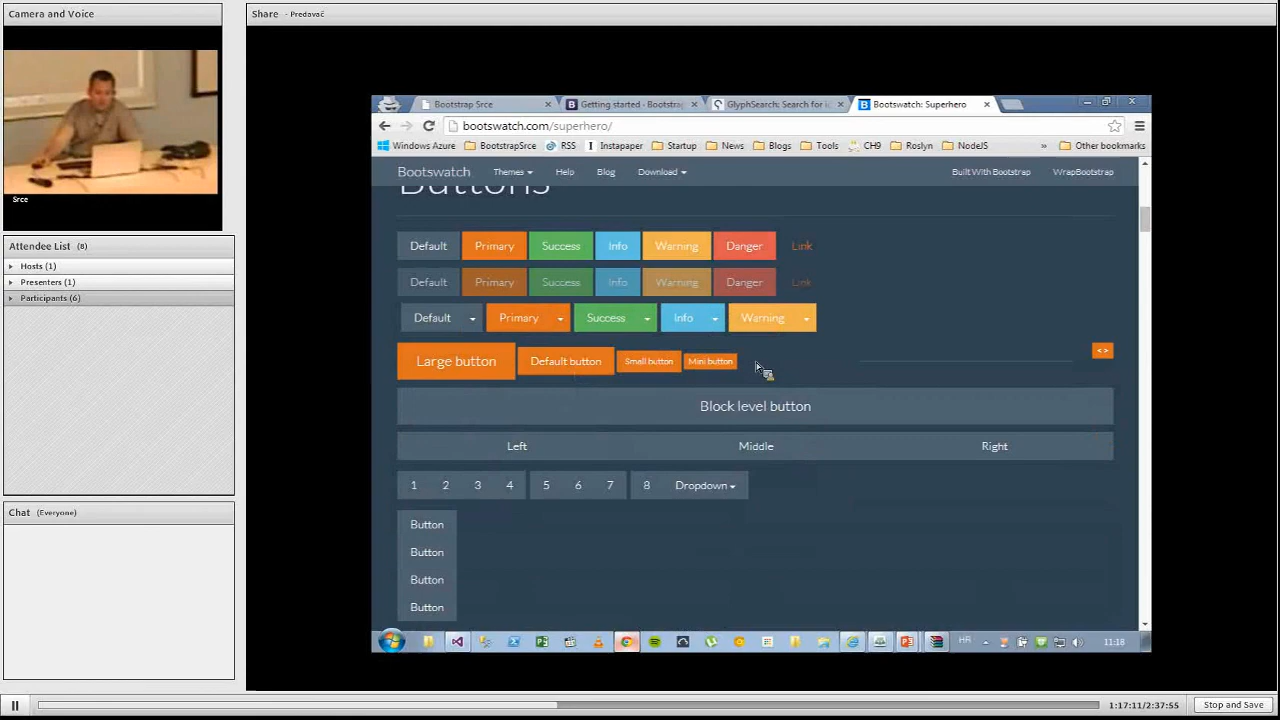 Camera and Voice
Srce
Attendee List (8)
Hosts (1)
Presenters (1)
Participants (6)
Chat (Everyone)
Share - Predavač
Bootstrap Srce
Getting started · Bootstrap
GlyphSearch: Search for ic
Bootswatch: Superhero
bootswatch.com/superhero/
Windows Azure BootstrapSrce RSS Instapaper Startup News Blogs Tools CH9 Roslyn NodeJS » Other bookmarks
Bootswatch Themes Help Blog Download Built With Bootstrap WrapBootstrap
Buttons
Default Primary Success Info Warning Danger Link
Default Primary Success Info Warning Danger Link
Default Primary Success Info Warning
Large button Default button Small button Mini button < >
Block level button
Left Middle Right
1 2 3 4 5 6 7 8 Dropdown
Button
Button
Button
Button
HR 11:18
1:17:11/2:37:55 Stop and Save